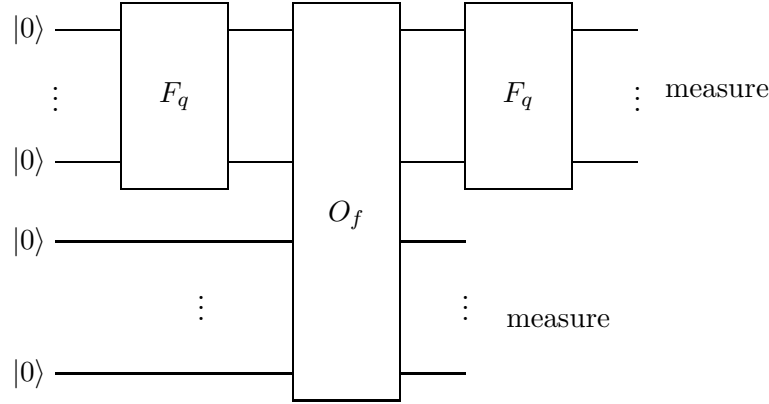 |0⟩
F_q
O_f
F_q
⋮
⋮
measure
|0⟩
|0⟩
⋮
⋮
measure
|0⟩